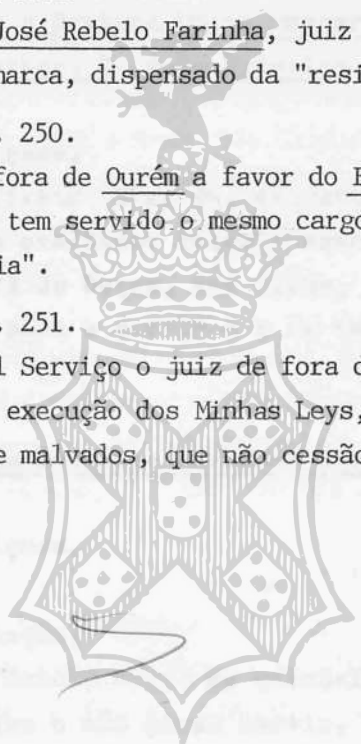 José Rebelo Farinha, juiz
marca, dispensado da "resi
250.
fora de Ourém a favor do
tem servido o mesmo cargo
ia".
. 251.
l Serviço o juiz de fora
execução dos Minhas Leys,
e malvados, que não cessão